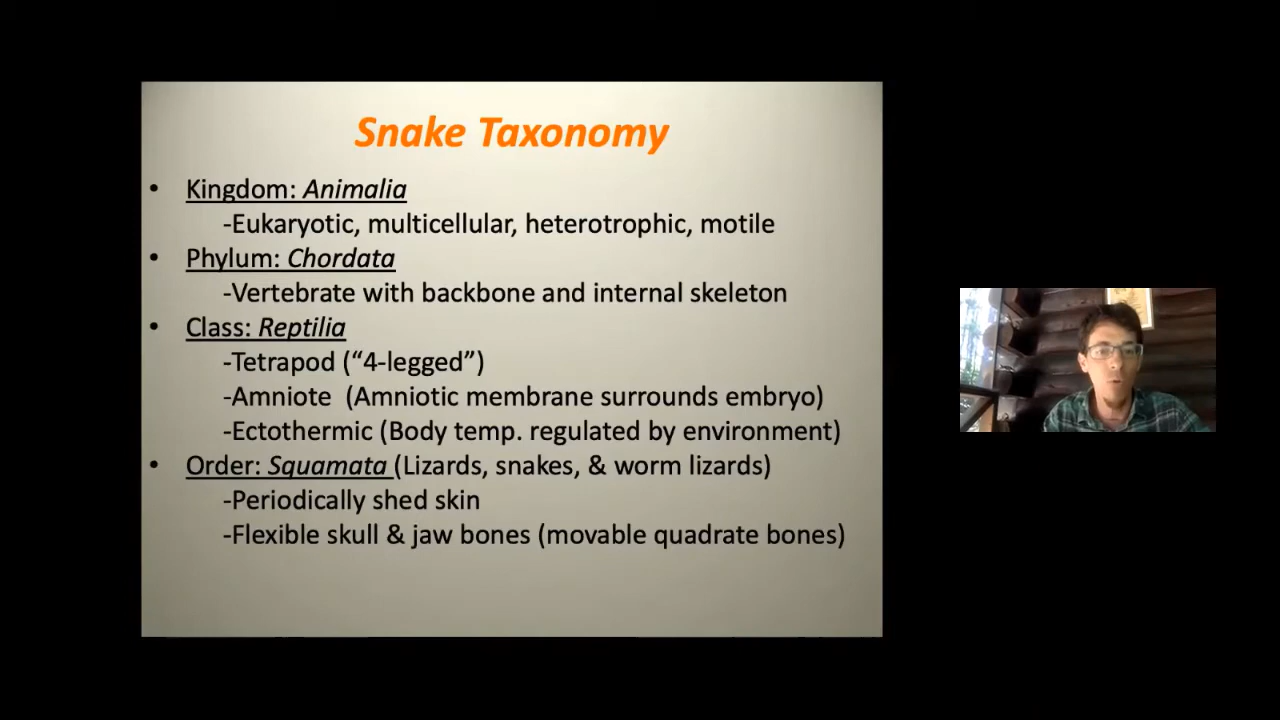 Snake Taxonomy
• Kingdom: Animalia
-Eukaryotic, multicellular, heterotrophic, motile
• Phylum: Chordata
-Vertebrate with backbone and internal skeleton
• Class: Reptilia
-Tetrapod (“4-legged”)
-Amniote  (Amniotic membrane surrounds embryo)
-Ectothermic (Body temp. regulated by environment)
• Order: Squamata (Lizards, snakes, & worm lizards)
-Periodically shed skin
-Flexible skull & jaw bones (movable quadrate bones)